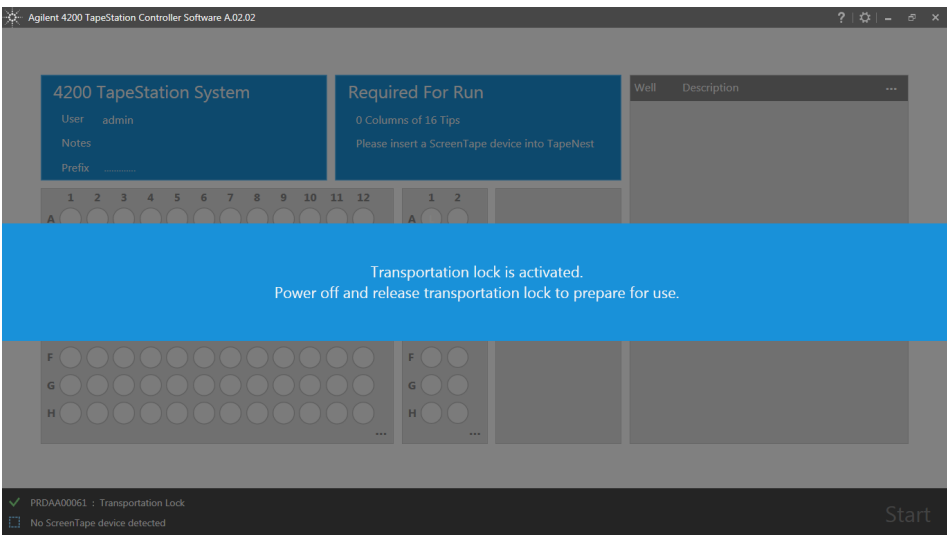 Agilent 4200 TapeStation Controller Software A.02.02
?
4200 TapeStation System
User admin
Notes
Prefix
Required For Run
0 Columns of 16 Tips
Please insert a ScreenTape device into TapeNest
Well Description ...
1 2 3 4 5 6 7 8 9 10 11 12
A
1 2
A
Transportation lock is activated.
Power off and release transportation lock to prepare for use.
F
G
H
...
F
G
H
...
PRDAA00061 : Transportation Lock
No ScreenTape device detected
Start